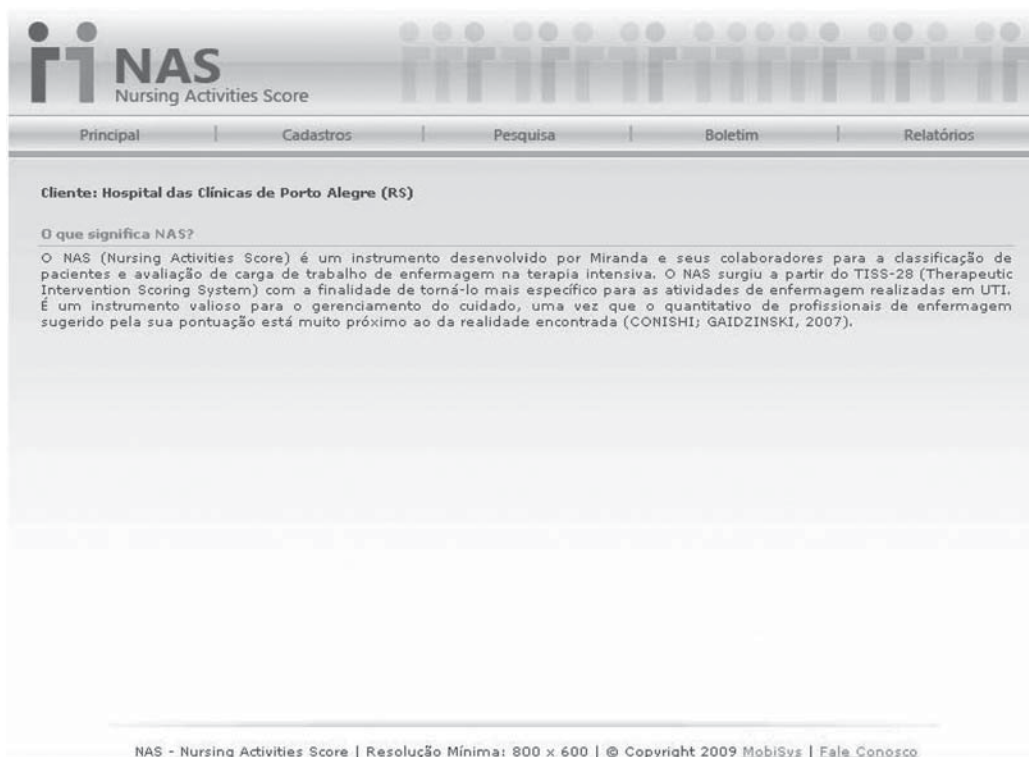 NAS
Nursing Activities Score
Principal | Cadastros | Pesquisa | Boletim | Relatórios
Cliente: Hospital das Clínicas de Porto Alegre (RS)
O que significa NAS?
O NAS (Nursing Activities Score) é um instrumento desenvolvido por Miranda e seus colaboradores para a classificação de
pacientes e avaliação de carga de trabalho de enfermagem na terapia intensiva. O NAS surgiu a partir do TISS-28 (Therapeutic
Intervention Scoring System) com a finalidade de torná-lo mais específico para as atividades de enfermagem realizadas em UTI.
É um instrumento valioso para o gerenciamento do cuidado, uma vez que o quantitativo de profissionais de enfermagem
sugerido pela sua pontuação está muito próximo ao da realidade encontrada (CONISHI; GAIDZINSKI, 2007).
NAS - Nursing Activities Score | Resolução Mínima: 800 x 600 | © Copyright 2009 MobiSys | Fale Conosco